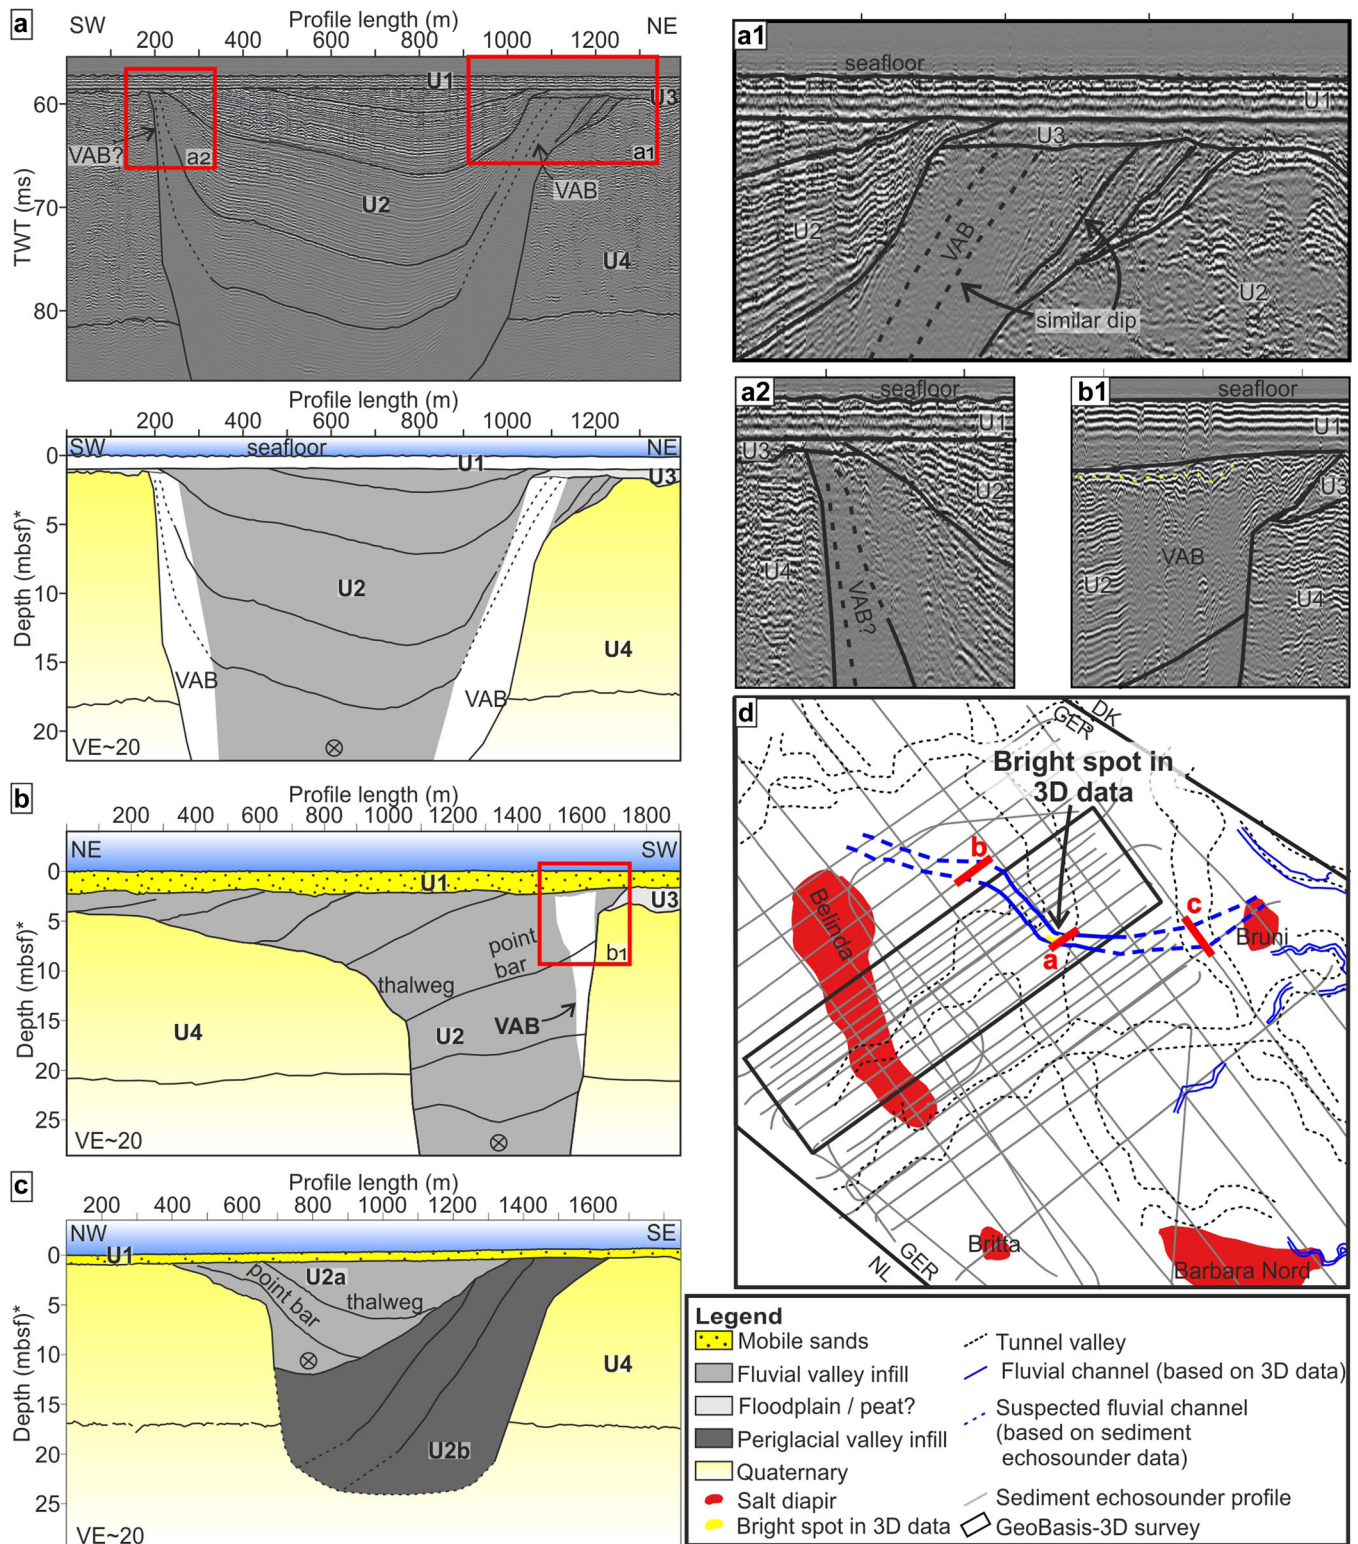 a
Profile length (m)
SW
NE
200 400 600 800 1000 1200
60
70
80
TWT (ms)
U1
U3
VAB?
a2
a1
VAB
U2
U4
Profile length (m)
200 400 600 800 1000 1200
SW
seafloor
NE
0
5
10
15
20
Depth (mbsf)*
U1
U3
U2
U4
VAB
VAB
VE~20
b
Profile length (m)
200 400 600 800 1000 1200 1400 1600 1800
NE
SW
0
5
10
15
20
25
Depth (mbsf)*
U1
U3
point
bar
b1
thalweg
VAB
U2
U4
VE~20
c
Profile length (m)
200 400 600 800 1000 1200 1400 1600
NW
SE
0
5
10
15
20
25
Depth (mbsf)*
U1
U2a
point bar
thalweg
U4
U2b
VE~20
a1
seafloor
U1
U3
U2
VAB
similar dip
U2
a2
seafloor
U1
U3
U2
U4
VAB?
b1
seafloor
U1
U3
VAB
U2
U4
d
DK
GER
Bright spot in
3D data
b
Belinda
c
a
Bruni
Britta
GER
NL
Barbara Nord
Legend
Mobile sands
Fluvial valley infill
Floodplain / peat?
Periglacial valley infill
Quaternary
Salt diapir
Bright spot in 3D data
Tunnel valley
Fluvial channel (based on 3D data)
Suspected fluvial channel
(based on sediment
echosounder data)
Sediment echosounder profile
GeoBasis-3D survey